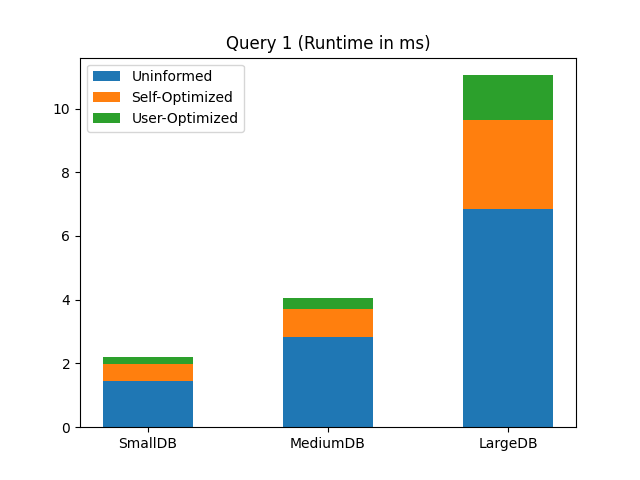 Query 1 (Runtime in ms)
Uninformed
Self-Optimized
User-Optimized
10
8
6
4
2
0
SmallDB
MediumDB
LargeDB